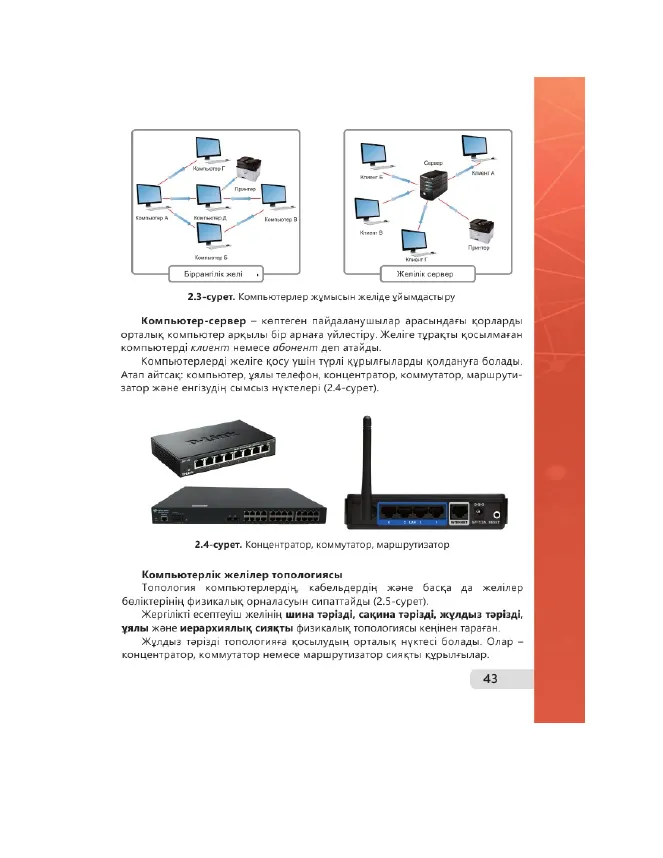 Компьютер Г
Принтер
Компьютер А
Компьютер Д
Компьютер В
Компьютер Б
Бірраңгілік желі
Сервер
Клиент Б
Клиент А
Клиент В
Клиент Г
Принтер
Желілік сервер
2.3-сурет. Компьютерлер жұмысын желіде ұйымдастыру
Компьютер-сервер – көптеген пайдаланушылар арасындағы қорларды
орталық компьютер арқылы бір арнаға үйлестіру. Желіге тұрақты қосылмаған
компьютерді клиент немесе абонент деп атайды.
Компьютерлерді желіге қосу үшін түрлі құрылғыларды қолдануға болады.
Атап айтсақ: компьютер, ұялы телефон, концентратор, коммутатор, маршрути-
затор және енгізудің сымсыз нүктелері (2.4-сурет).
D-Link
INTERNET
2.4-сурет. Концентратор, коммутатор, маршрутизатор
Компьютерлік желілер топологиясы
Топология компьютерлердің, кабельдердің және басқа да желілер
бөліктерінің физикалық орналасуын сипаттайды (2.5-сурет).
Жергілікті есептеуіш желінің шина тәрізді, сақина тәрізді, жұлдыз тәрізді,
ұялы және иерархиялық сияқты физикалық топологиясы кеңінен тараған.
Жұлдыз тәрізді топологияға қосылудың орталық нүктесі болады. Олар –
концентратор, коммутатор немесе маршрутизатор сияқты құрылғылар.
43